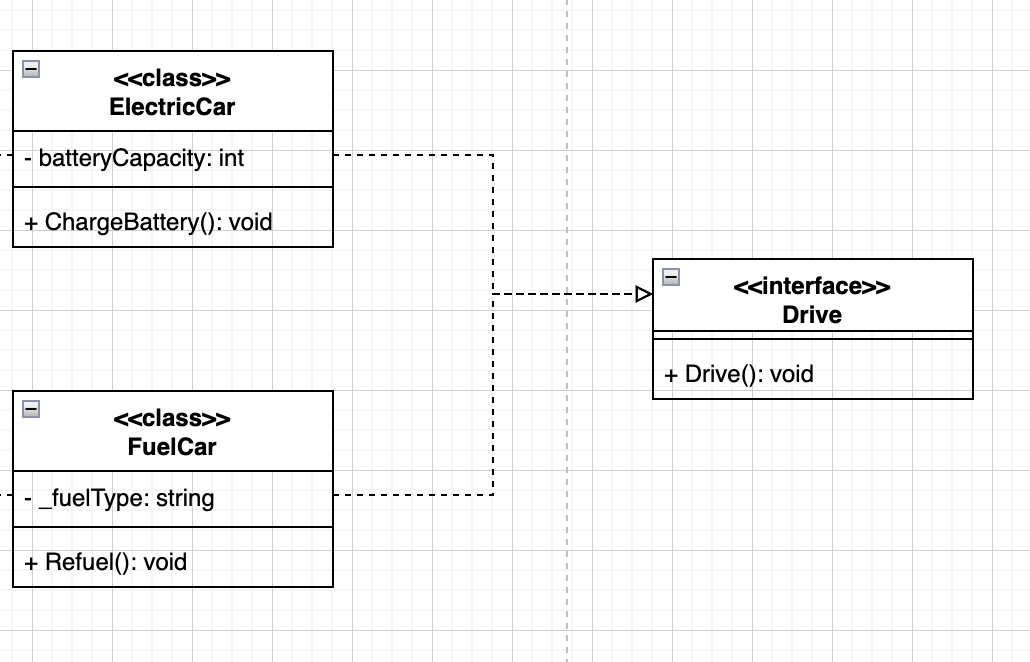 <<class>>
ElectricCar
- batteryCapacity: int
+ ChargeBattery(): void
<<interface>>
Drive
+ Drive(): void
<<class>>
FuelCar
- _fuelType: string
+ Refuel(): void